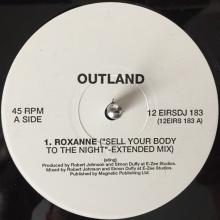 OUTLAND
45 RPM
A SIDE
12 EIRSDJ 183
(12EIRS 183 A)
1. ROXANNE ("SELL YOUR BODY
TO THE NIGHT"-EXTENDED MIX)
(sting)
Produced by Robert Johnson and Simon Duffy at E-Zee Studios.
Mixed by Robert Johnson and Simon Duffy at E-Zee Studios.
Published by Magnetic Publishing Ltd.